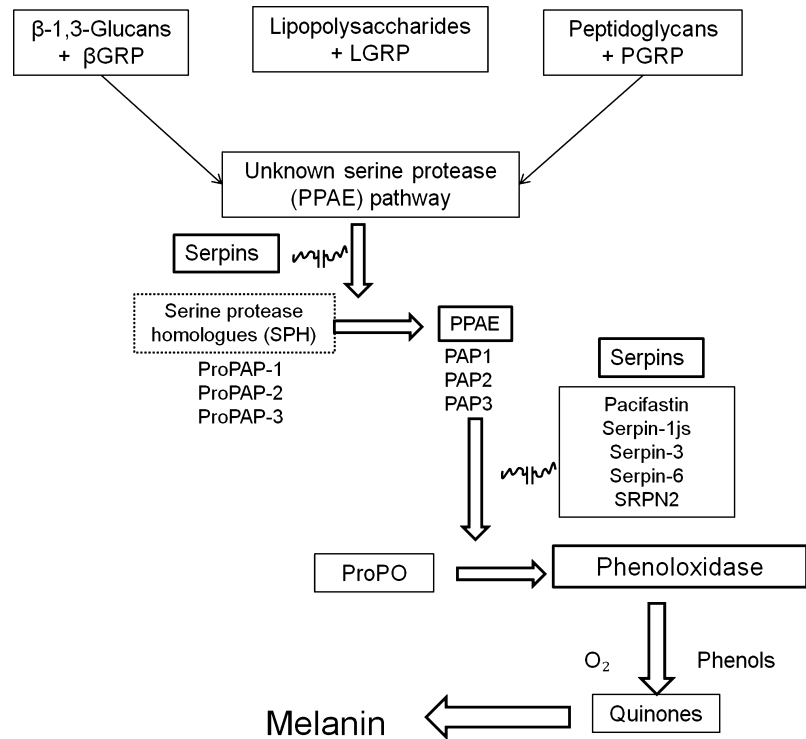 β-1,3-Glucans
+ βGRP
Lipopolysaccharides
+ LGRP
Peptidoglycans
+ PGRP
Unknown serine protease
(PPAE) pathway
Serpins
Serine protease
homologues (SPH)
ProPAP-1
ProPAP-2
ProPAP-3
PPAE
PAP1
PAP2
PAP3
Serpins
Pacifastin
Serpin-1js
Serpin-3
Serpin-6
SRPN2
ProPO
Phenoloxidase
O₂
Phenols
Quinones
Melanin